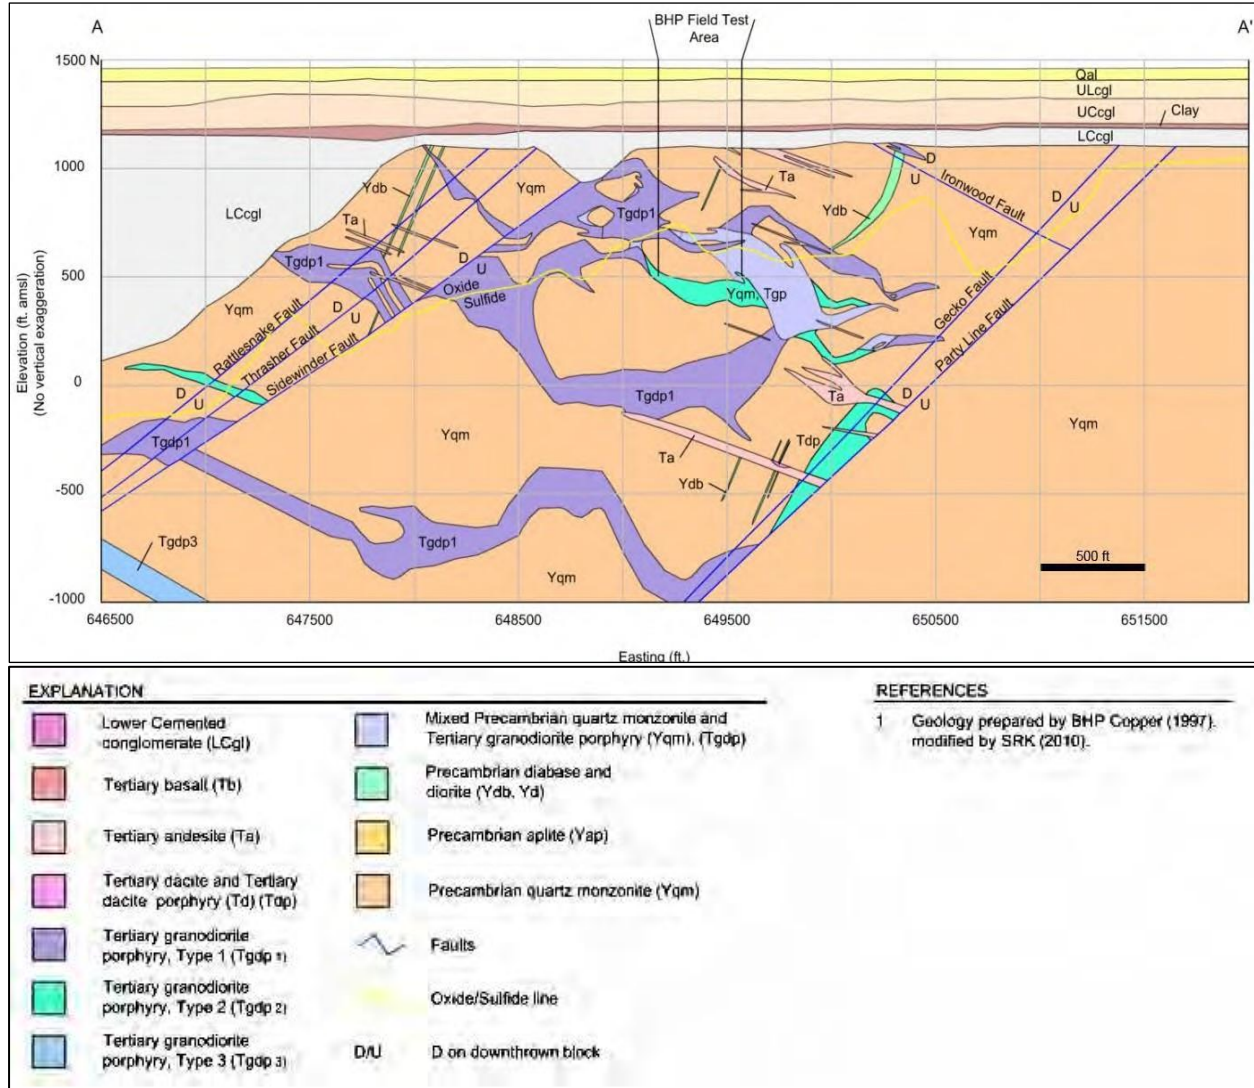 A
BHP Field Test
Area
A'
1500 N
1000
500
0
-500
-1000
Elevation (ft. amsl)
(No vertical exaggeration)
Qal
ULcgl
UCcgl
Clay
LCcgl
LCcgl
Ydb
Yqm
Ta
Tgdp1
Ta
Ydb
D
U
Ironwood Fault
D
U
Yqm
Ta
Tgdp1
D
U
Oxide
Sulfide
Yqm, Tgp
Yqm
D
U
Rattlesnake Fault
Thrasher Fault
Sidewinder Fault
Gecko Fault
Party Line Fault
D
U
Tgdp1
Ta
D
U
Yqm
Tgdp1
Yqm
Ta
Tdp
Ydb
Tgdp3
Tgdp1
Yqm
500 ft
646500
647500
648500
649500
650500
651500
Easting (ft.)
EXPLANATION
Lower Cemented
conglomerate (LCgl)
Tertiary basalt (Tb)
Tertiary andesite (Ta)
Tertiary dacite and Tertiary
dacite porphyry (Td) (Tdp)
Tertiary granodiorite
porphyry, Type 1 (Tgdp 1)
Tertiary granodiorite
porphyry, Type 2 (Tgdp 2)
Tertiary granodiorite
porphyry, Type 3 (Tgdp 3)
Mixed Precambrian quartz monzonite and
Tertiary granodiorite porphyry (Yqm), (Tgdp)
Precambrian diabase and
diorite (Ydb, Yd)
Precambrian aplite (Yap)
Precambrian quartz monzonite (Yqm)
Faults
Oxide/Sulfide line
D/U D on downthrown block
REFERENCES
1 Geology prepared by BHP Copper (1997).
modified by SRK (2010).